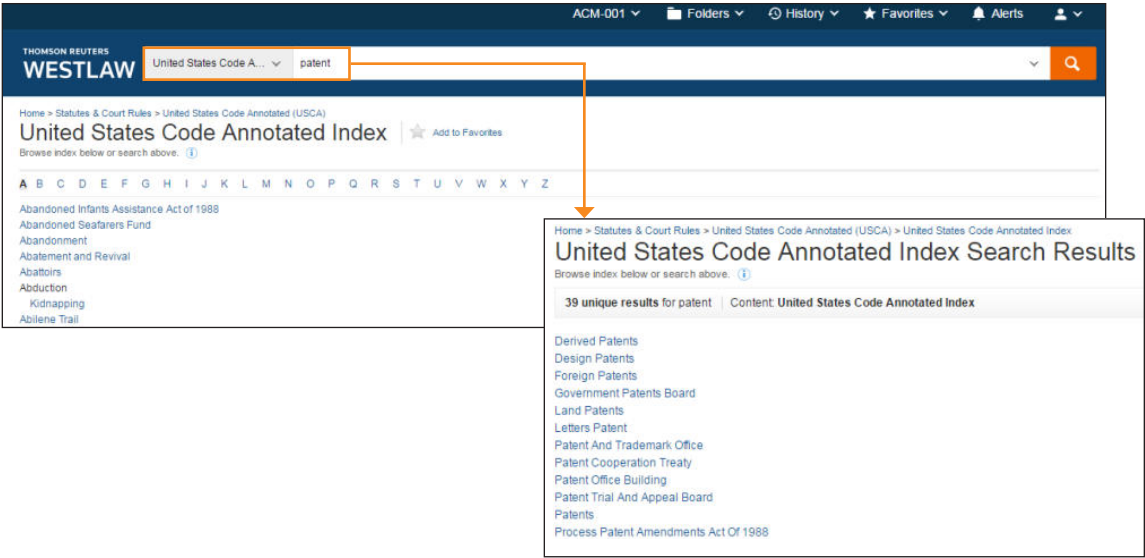 ACM-001 Folders History Favorites Alerts
THOMSON REUTERS
WESTLAW
United States Code A... patent
Home > Statutes & Court Rules > United States Code Annotated (USCA)
United States Code Annotated Index Add to Favorites
Browse index below or search above. i
A B C D E F G H I J K L M N O P Q R S T U V W X Y Z
Abandoned Infants Assistance Act of 1988
Abandoned Seafarers Fund
Abandonment
Abatement and Revival
Abattoirs
Abduction
Kidnapping
Abilene Trail
Home > Statutes & Court Rules > United States Code Annotated (USCA) > United States Code Annotated Index
United States Code Annotated Index Search Results
Browse index below or search above. i
39 unique results for patent Content: United States Code Annotated Index
Derived Patents
Design Patents
Foreign Patents
Government Patents Board
Land Patents
Letters Patent
Patent And Trademark Office
Patent Cooperation Treaty
Patent Office Building
Patent Trial And Appeal Board
Patents
Process Patent Amendments Act Of 1988